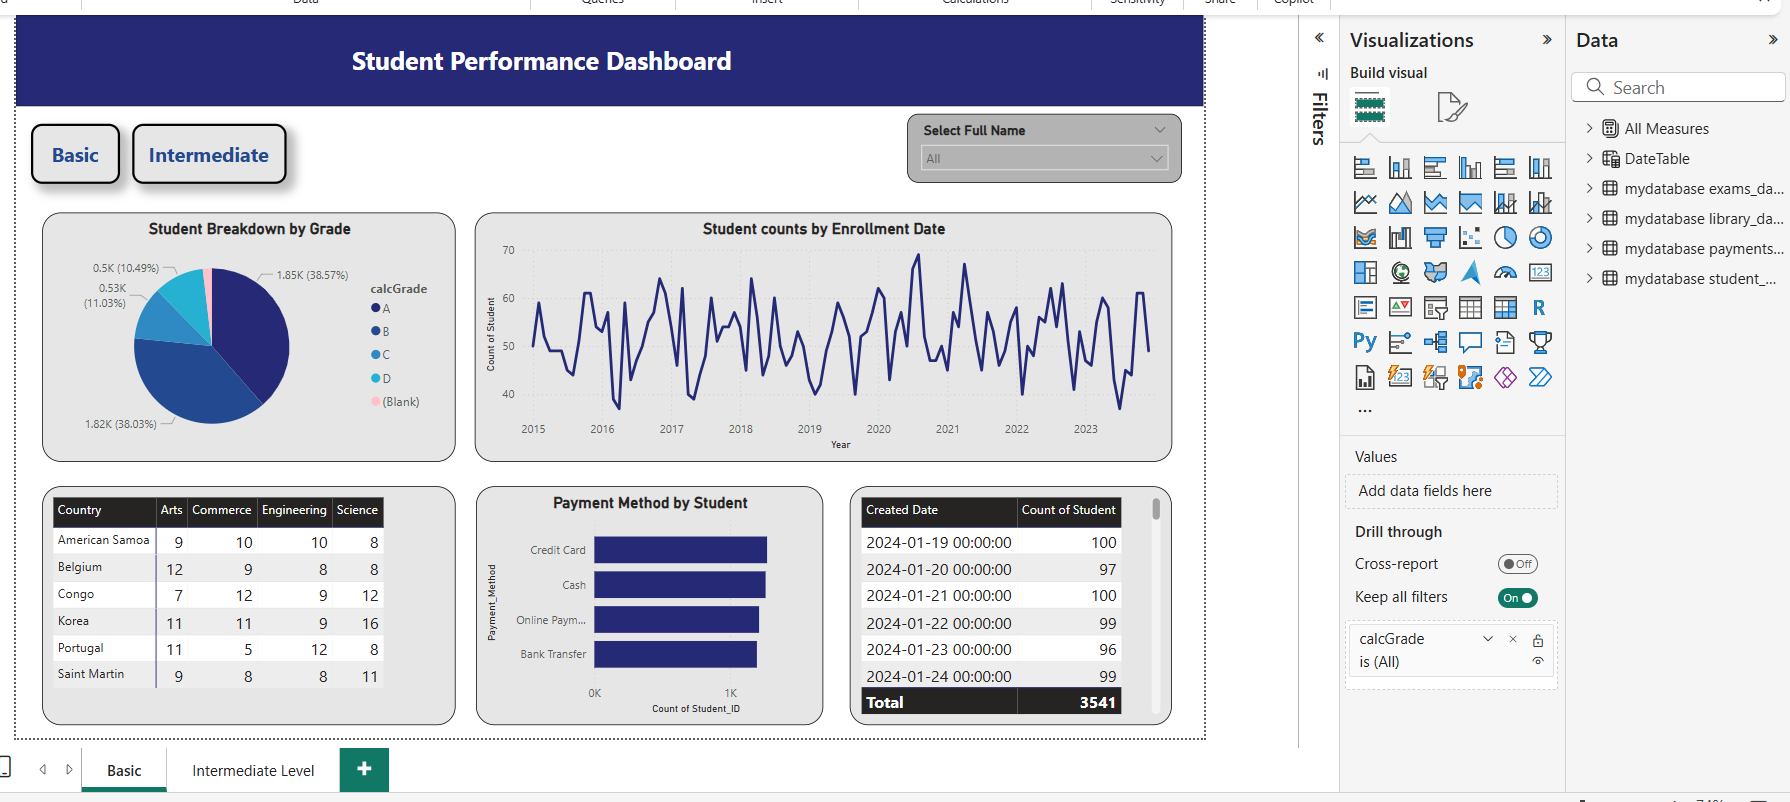 Data Queries Insert Calculations Sensitivity Share Copilot
Student Performance Dashboard
Basic
Intermediate
Select Full Name
All
Student Breakdown by Grade
0.5K (10.49%)
0.53K
(11.03%)
1.85K (38.57%)
1.82K (38.03%)
calcGrade
A
B
C
D
(Blank)
Student counts by Enrollment Date
Count of Student
70
60
50
40
2015 2016 2017 2018 2019 2020 2021 2022 2023
Year
Country Arts Commerce Engineering Science
American Samoa 9 10 10 8
Belgium 12 9 8 8
Congo 7 12 9 12
Korea 11 11 9 16
Portugal 11 5 12 8
Saint Martin 9 8 8 11
Payment Method by Student
Payment_Method
Credit Card
Cash
Online Paym...
Bank Transfer
0K 1K
Count of Student_ID
Created Date Count of Student
2024-01-19 00:00:00 100
2024-01-20 00:00:00 97
2024-01-21 00:00:00 100
2024-01-22 00:00:00 99
2024-01-23 00:00:00 96
2024-01-24 00:00:00 99
Total 3541
Basic
Intermediate Level
+
Filters
Visualizations
Build visual
123
R
Py
123
...
Values
Add data fields here
Drill through
Cross-report Off
Keep all filters On
calcGrade
is (All)
Data
Search
All Measures
DateTable
mydatabase exams_da...
mydatabase library_da...
mydatabase payments...
mydatabase student_...